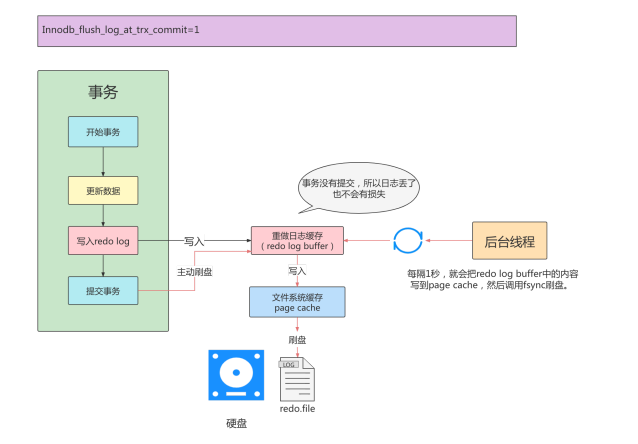 Innodb_flush_log_at_trx_commit=1
事务
开始事务
更新数据
写入redo log
提交事务
写入
主动刷盘
事务没有提交，所以日志丢了
也不会有损失
重做日志缓存
（redo log buffer）
写入
文件系统缓存
page cache
刷盘
LOG
redo.file
硬盘
后台线程
每隔1秒，就会把redo log buffer中的内容
写到page cache，然后调用fsync刷盘。